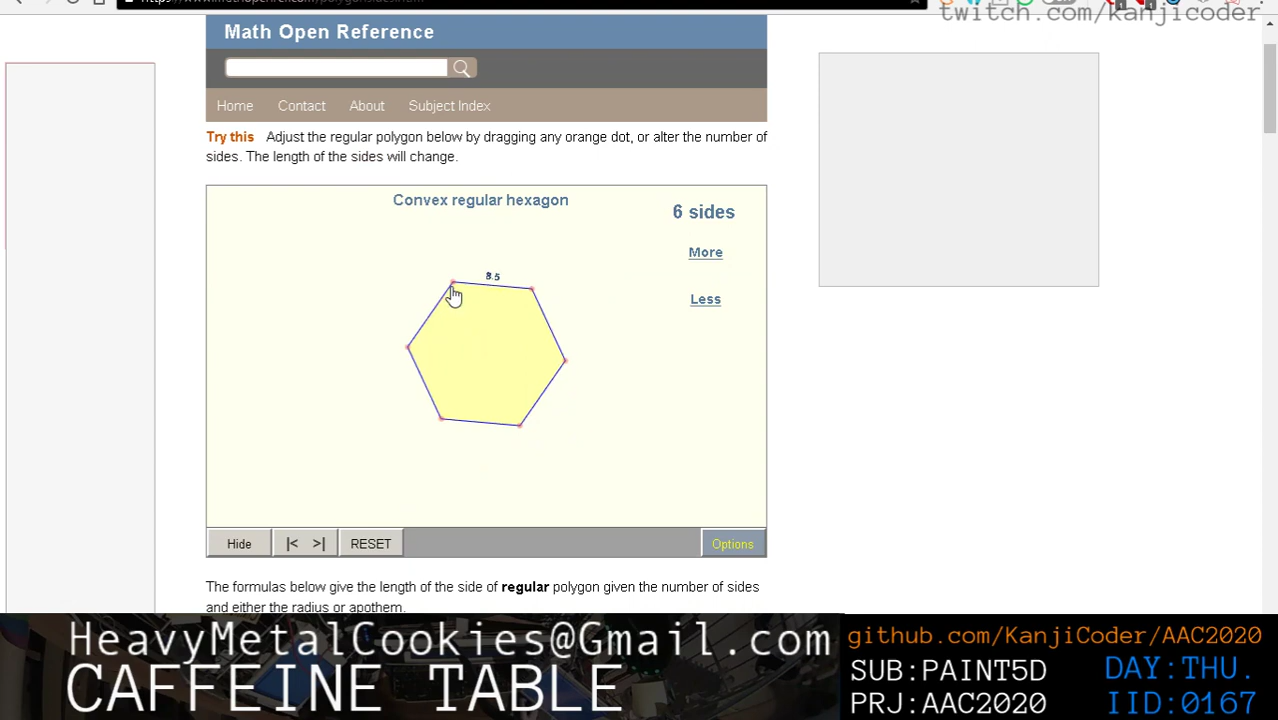 twitch.com/kanjicoder
Math Open Reference
Home Contact About Subject Index
Try this Adjust the regular polygon below by dragging any orange dot, or alter the number of
sides. The length of the sides will change.
Convex regular hexagon
6 sides
More
8.5
Less
Hide |< >| RESET Options
The formulas below give the length of the side of regular polygon given the number of sides
and either the radius or apothem.
HeavyMetalCookies@Gmail.com
CAFFEINE TABLE
github.com/KanjiCoder/AAC2020
SUB:PAINT5D DAY:THU.
PRJ:AAC2020 IID:0167